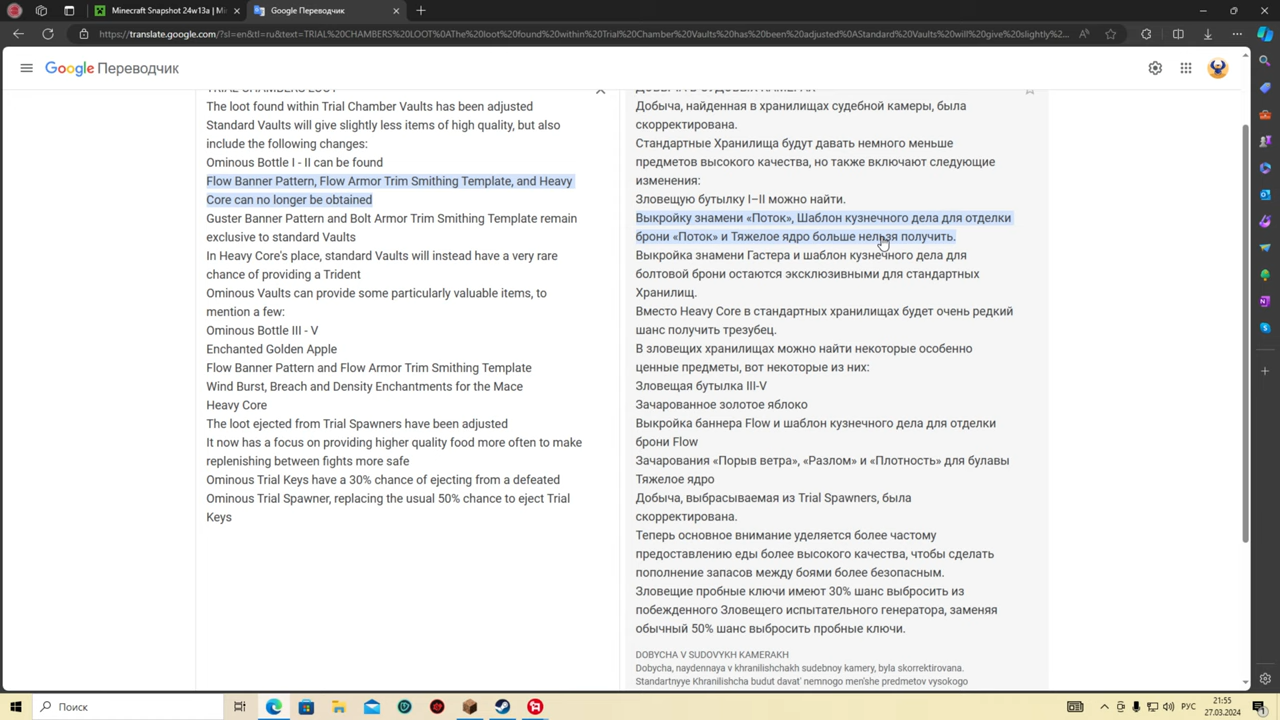 Minecraft Snapshot 24w13a | Mi
Google Переводчик
https://translate.google.com/?sl=en&tl=ru&text=TRIAL%20CHAMBERS%20LOOT%0AThe%20loot%20found%20within%20Trial%20Chamber%20Vaults%20has%20been%20adjusted%0AStandard%20Vaults%20will%20give%20slightly%2...
Google Переводчик
TRIAL CHAMBERS LOOT
The loot found within Trial Chamber Vaults has been adjusted
Standard Vaults will give slightly less items of high quality, but also
include the following changes:
Ominous Bottle I - II can be found
Flow Banner Pattern, Flow Armor Trim Smithing Template, and Heavy
Core can no longer be obtained
Guster Banner Pattern and Bolt Armor Trim Smithing Template remain
exclusive to standard Vaults
In Heavy Core's place, standard Vaults will instead have a very rare
chance of providing a Trident
Ominous Vaults can provide some particularly valuable items, to
mention a few:
Ominous Bottle III - V
Enchanted Golden Apple
Flow Banner Pattern and Flow Armor Trim Smithing Template
Wind Burst, Breach and Density Enchantments for the Mace
Heavy Core
The loot ejected from Trial Spawners have been adjusted
It now has a focus on providing higher quality food more often to make
replenishing between fights more safe
Ominous Trial Keys have a 30% chance of ejecting from a defeated
Ominous Trial Spawner, replacing the usual 50% chance to eject Trial
Keys
ДОБЫЧА В СУДОВЫХ КАМЕРАХ
Добыча, найденная в хранилищах судебной камеры, была
скорректирована.
Стандартные Хранилища будут давать немного меньше
предметов высокого качества, но также включают следующие
изменения:
Зловещую бутылку I–II можно найти.
Выкройку знамени «Поток», Шаблон кузнечного дела для отделки
брони «Поток» и Тяжелое ядро больше нельзя получить.
Выкройка знамени Гастера и шаблон кузнечного дела для
болтовой брони остаются эксклюзивными для стандартных
Хранилищ.
Вместо Heavy Core в стандартных хранилищах будет очень редкий
шанс получить трезубец.
В зловещих хранилищах можно найти некоторые особенно
ценные предметы, вот некоторые из них:
Зловещая бутылка III-V
Зачарованное золотое яблоко
Выкройка баннера Flow и шаблон кузнечного дела для отделки
брони Flow
Зачарования «Порыв ветра», «Разлом» и «Плотность» для булавы
Тяжелое ядро
Добыча, выбрасываемая из Trial Spawners, была
скорректирована.
Теперь основное внимание уделяется более частому
предоставлению еды более высокого качества, чтобы сделать
пополнение запасов между боями более безопасным.
Зловещие пробные ключи имеют 30% шанс выбросить из
побежденного Зловещего испытательного генератора, заменяя
обычный 50% шанс выбросить пробные ключи.
DOBYCHA V SUDOVYKH KAMERAKH
Dobycha, naydennaya v khranilishchakh sudebnoy kamery, byla skorrektirovana.
Standartnyye Khranilishcha budut davat' nemnogo men'she predmetov vysokogo
Поиск
РУС
21:55
27.03.2024